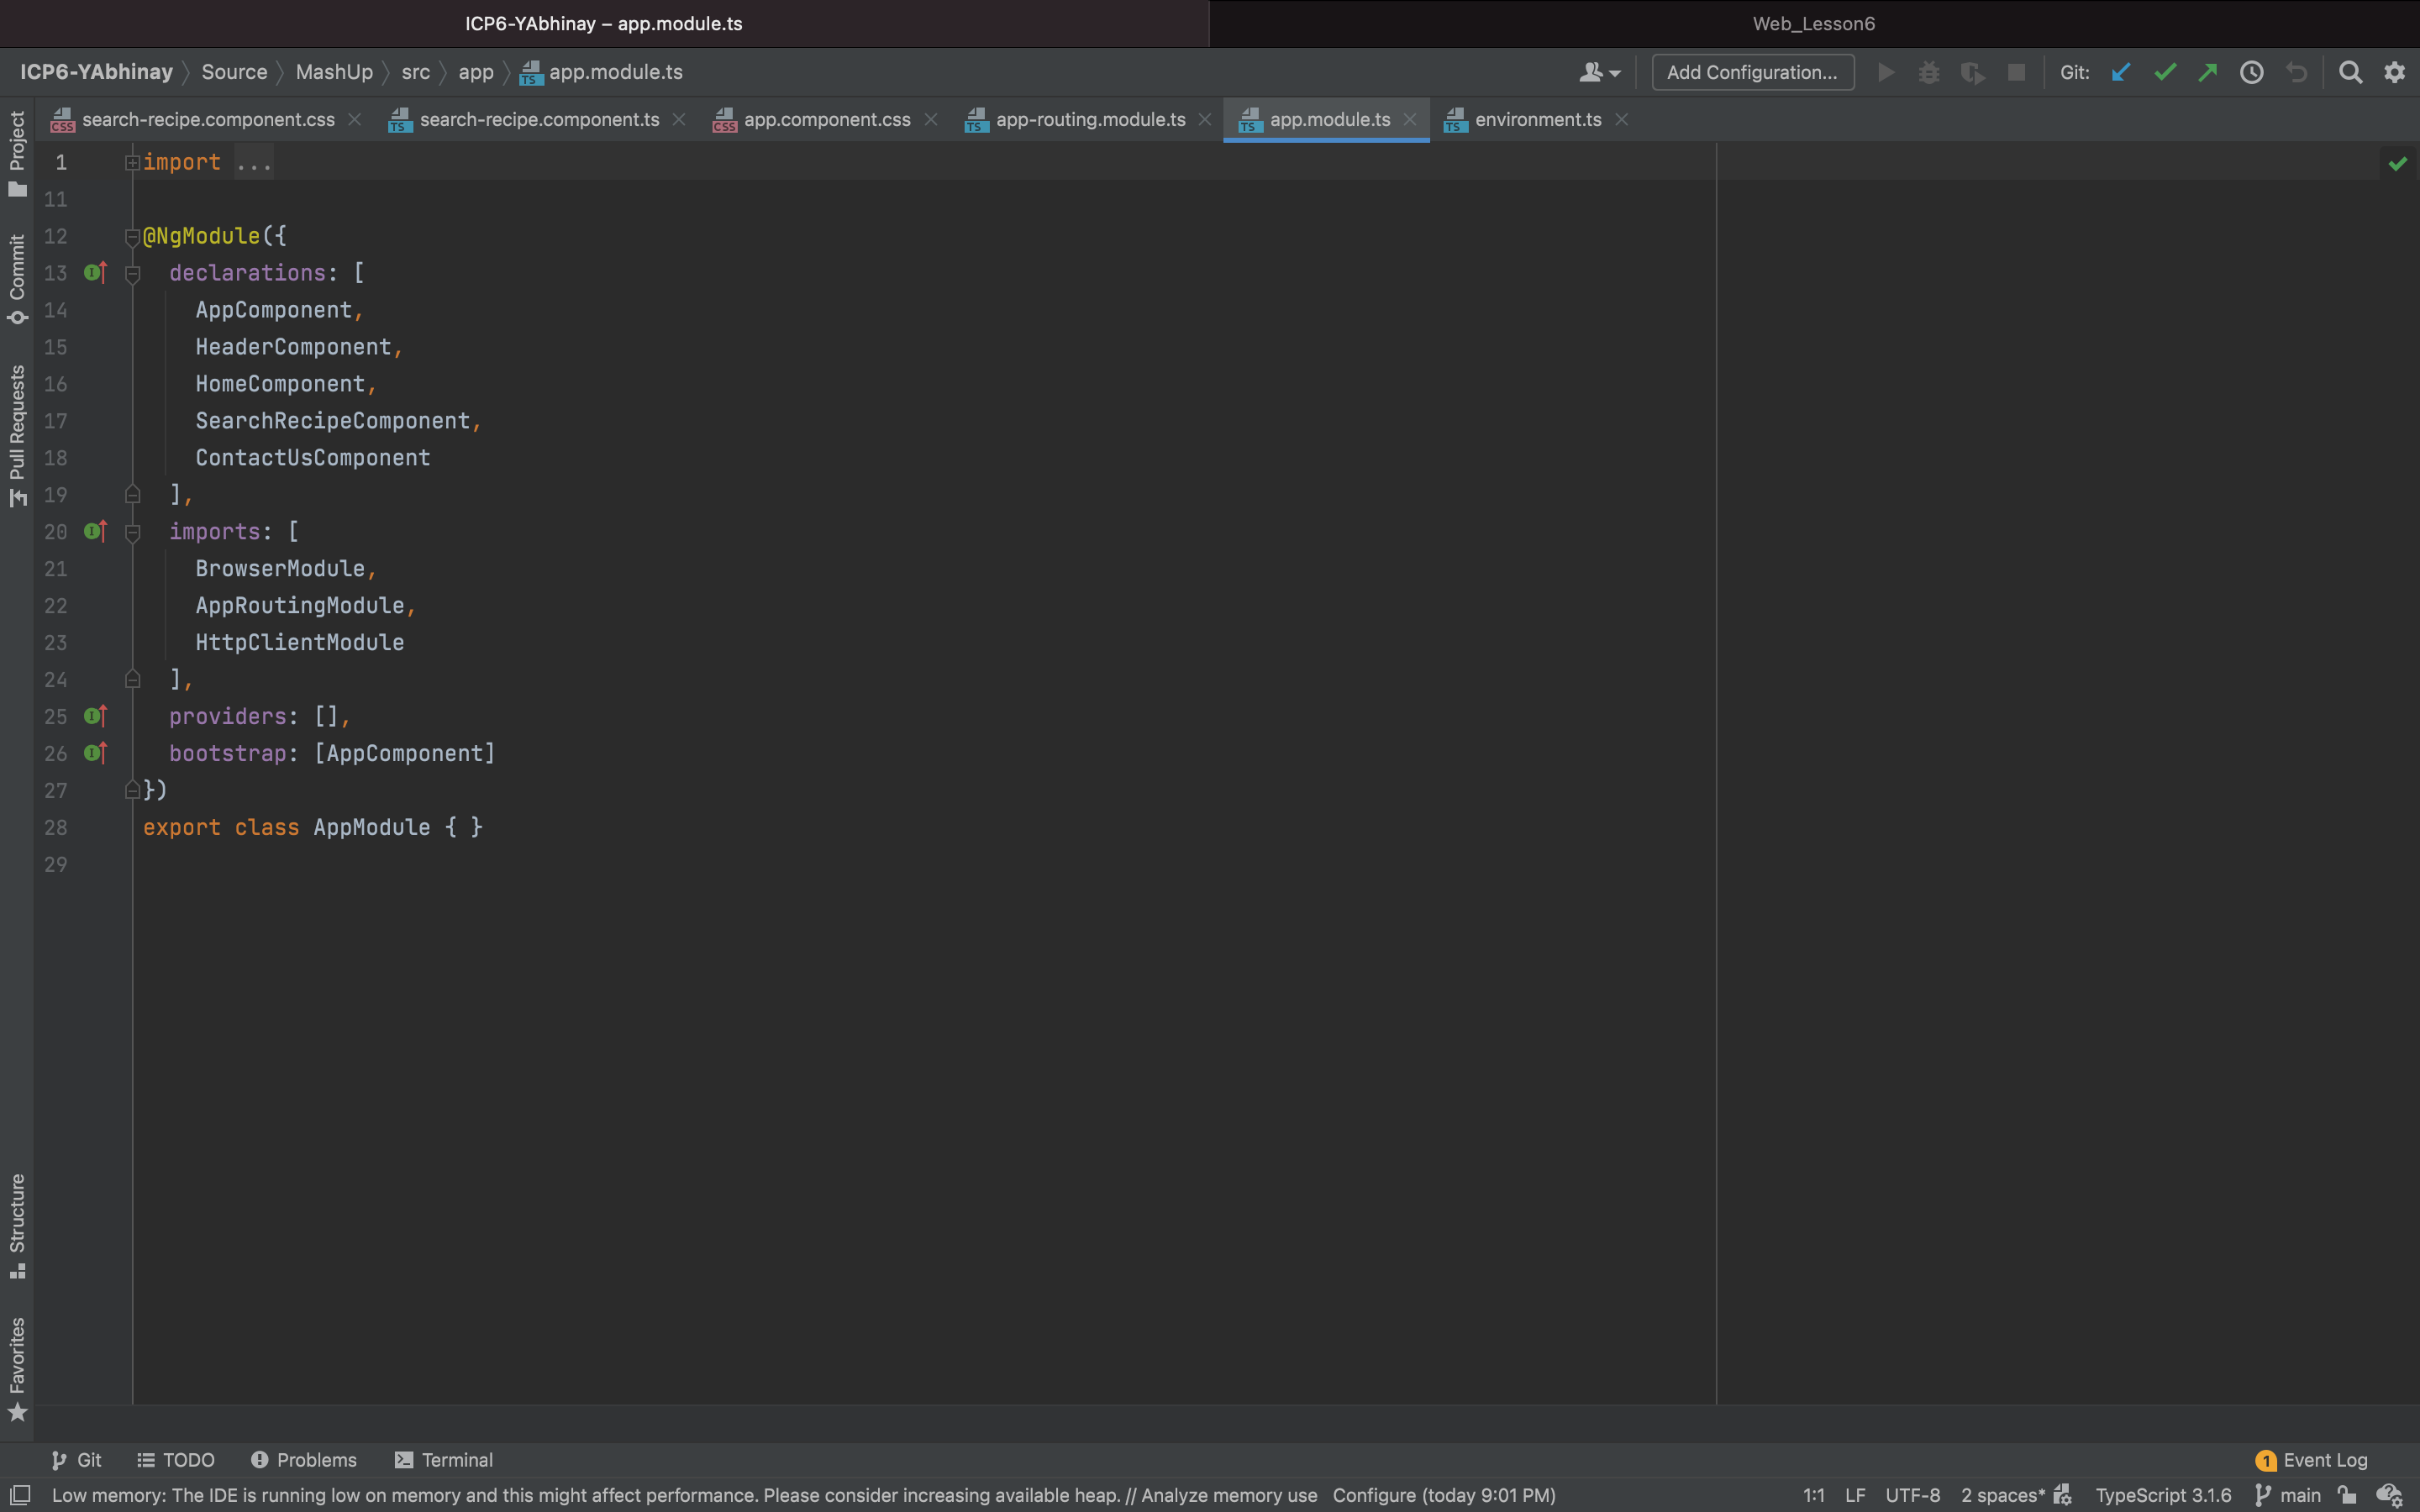 ICP6-YAbhinay – app.module.ts
Web_Lesson6
ICP6-YAbhinay Source MashUp src app app.module.ts
Add Configuration...
Git:
search-recipe.component.css search-recipe.component.ts app.component.css app-routing.module.ts app.module.ts environment.ts
Project
Commit
Pull Requests
Structure
Favorites
1 import ...
11
12 @NgModule({
13 declarations: [
14 AppComponent,
15 HeaderComponent,
16 HomeComponent,
17 SearchRecipeComponent,
18 ContactUsComponent
19 ],
20 imports: [
21 BrowserModule,
22 AppRoutingModule,
23 HttpClientModule
24 ],
25 providers: [],
26 bootstrap: [AppComponent]
27 })
28 export class AppModule { }
29
Git TODO Problems Terminal
1 Event Log
Low memory: The IDE is running low on memory and this might affect performance. Please consider increasing available heap. // Analyze memory use Configure (today 9:01 PM)
1:1 LF UTF-8 2 spaces* TypeScript 3.1.6 main